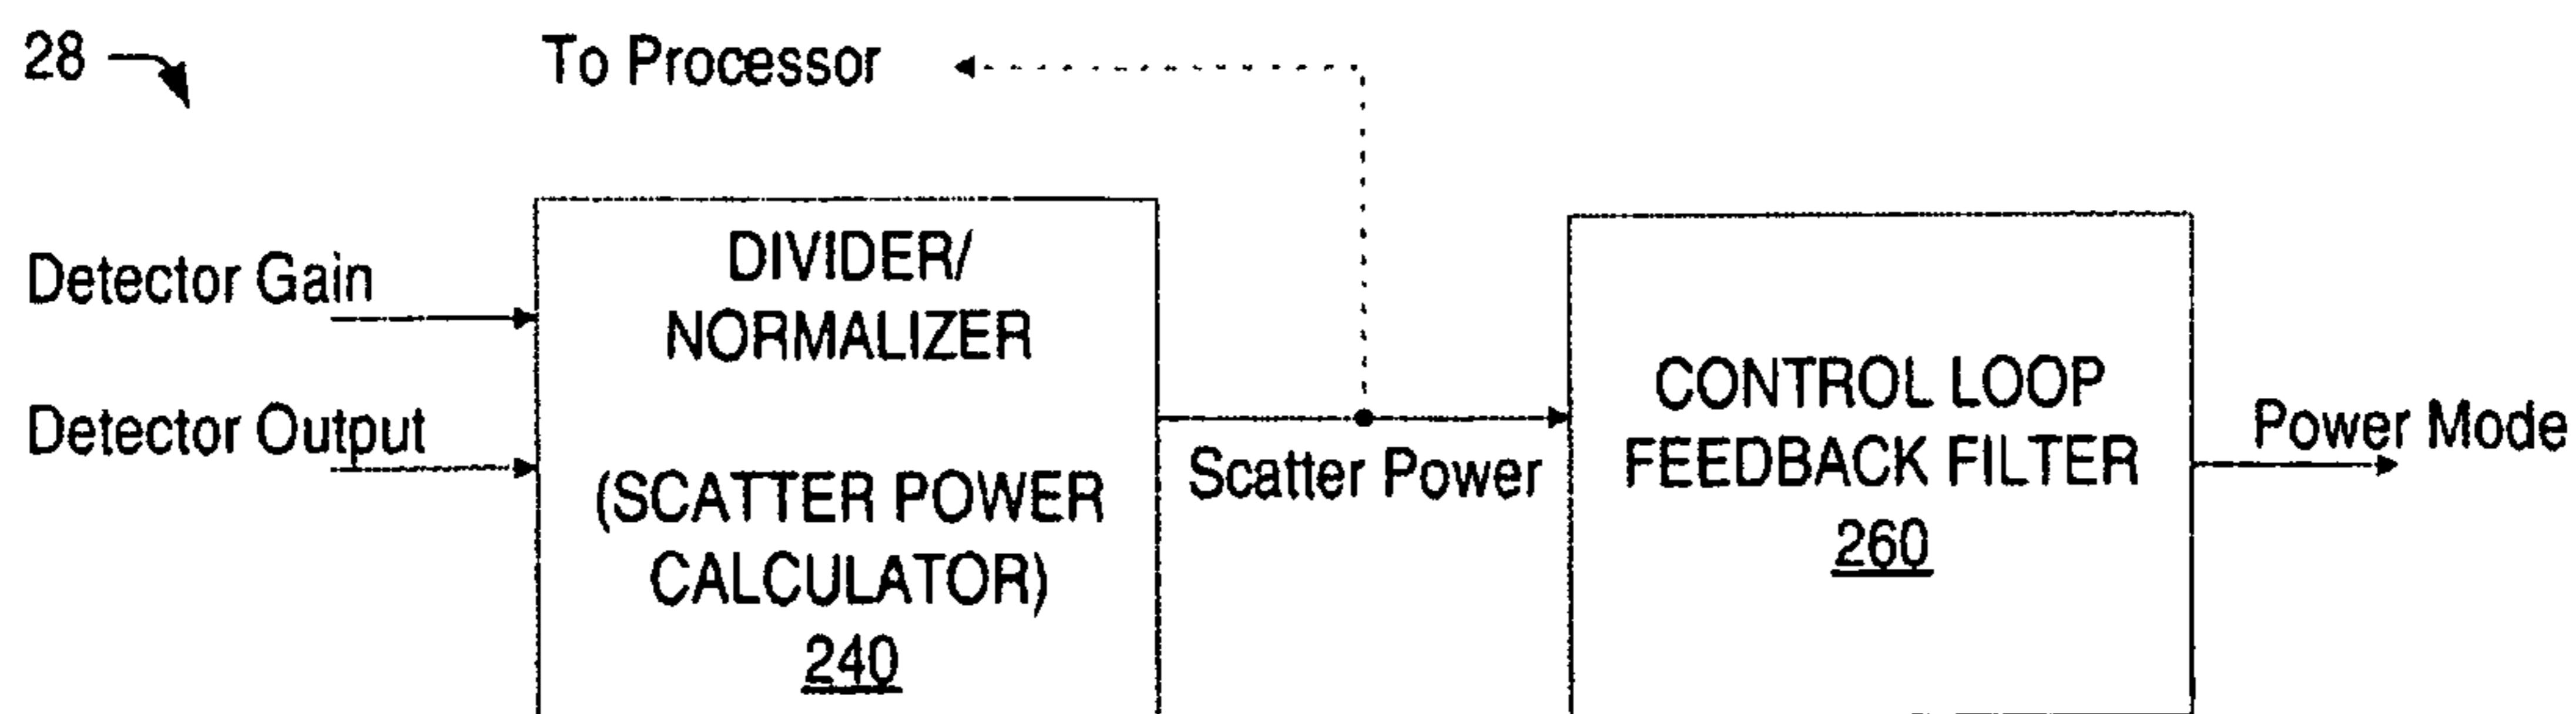 28
To Processor
Detector Gain
Detector Output
DIVIDER/
NORMALIZER
(SCATTER POWER
CALCULATOR)
240
Scatter Power
CONTROL LOOP
FEEDBACK FILTER
260
Power Mode